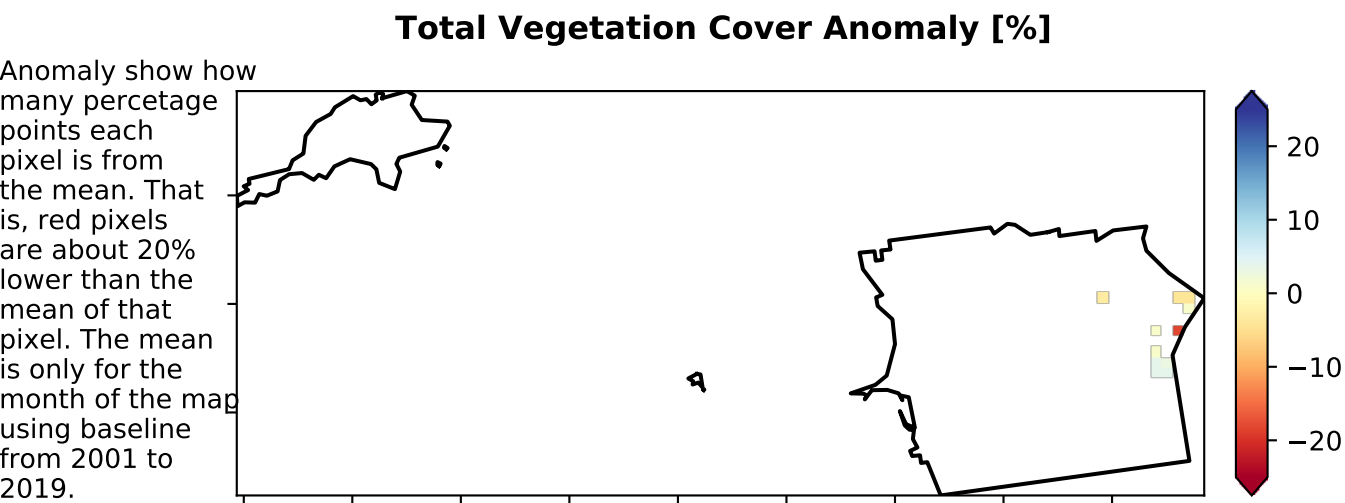 Total Vegetation Cover Anomaly [%]
Anomaly show how
many percetage
points each
pixel is from
the mean. That
is, red pixels
are about 20%
lower than the
mean of that
pixel. The mean
is only for the
month of the map
using baseline
from 2001 to
2019.
20
10
0
−10
−20